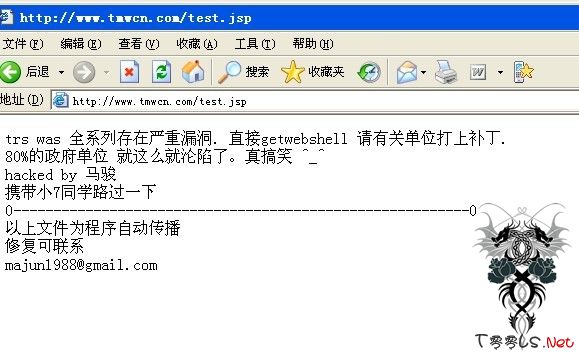 http://www.tmwcn.com/test.jsp
文件(F) 编辑(E) 查看(V) 收藏(A) 工具(T) 帮助(H)
后退 搜索 收藏夹 W
地址(D) http://www.tmwcn.com/test.jsp
trs was 全系列存在严重漏洞. 直接getwebshell 请有关单位打上补丁.
80%的政府单位 就这么就沦陷了。真搞笑 ^_^
hacked by 马骏
携带小7同学路过一下
0----------------------------------------------------0
以上文件为程序自动传播
修复可联系
majun1988@gmail.com
T00LS.Net